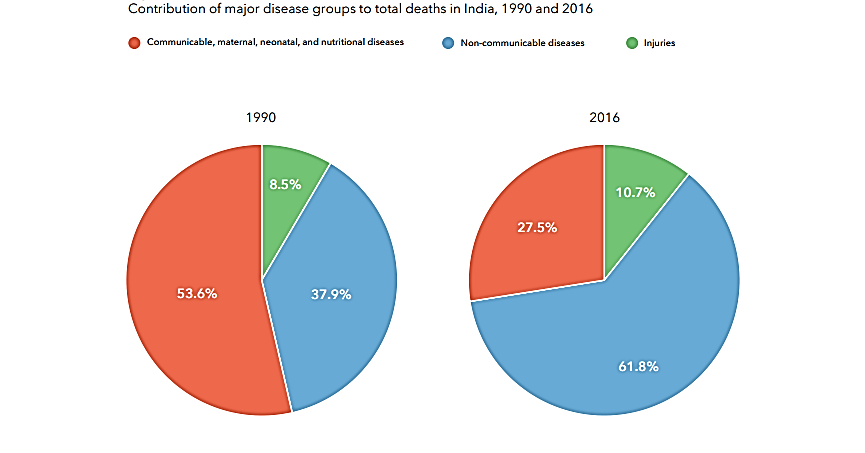 Contribution of major disease groups to total deaths in India, 1990 and 2016
Communicable, maternal, neonatal, and nutritional diseases
Non-communicable diseases
Injuries
1990
2016
8.5%
53.6%
37.9%
10.7%
27.5%
61.8%